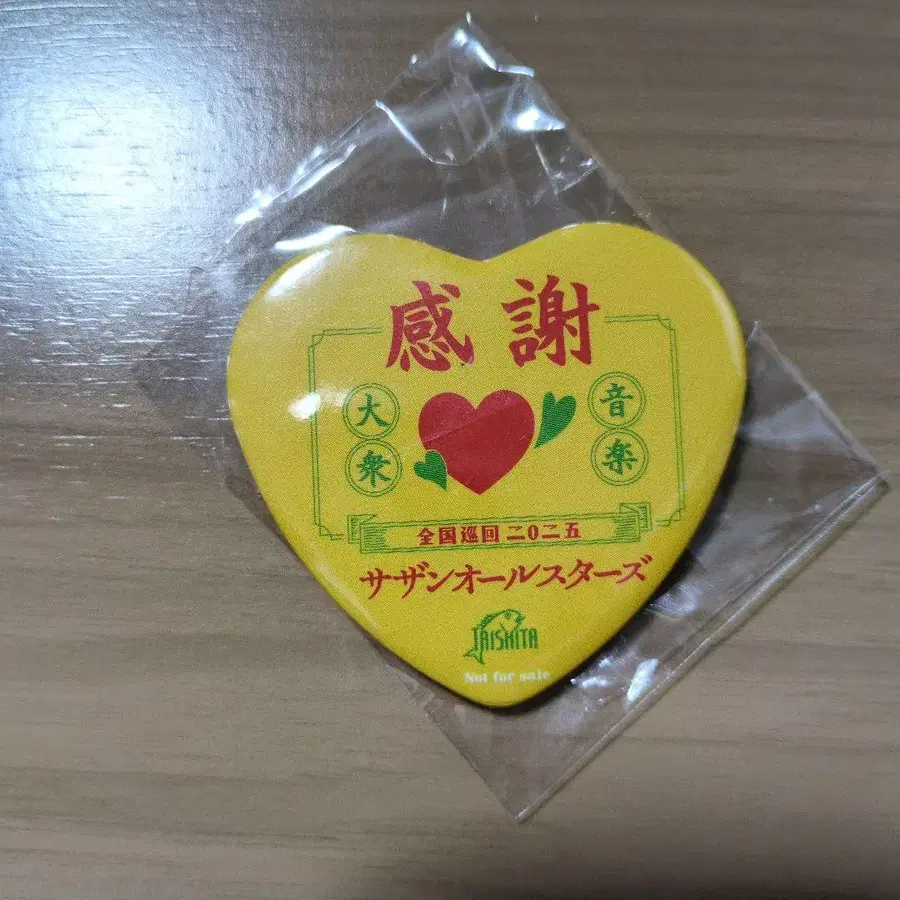 感謝
大衆
音楽
全国巡回 二〇二五
サザンオールスターズ
TAISHITA
Not for sale